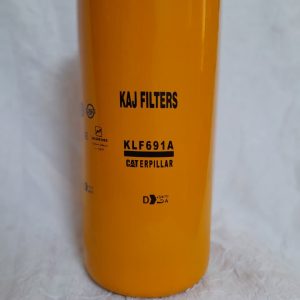 KAJ FILTERS
KLF691A
CATERPILLAR
D
A